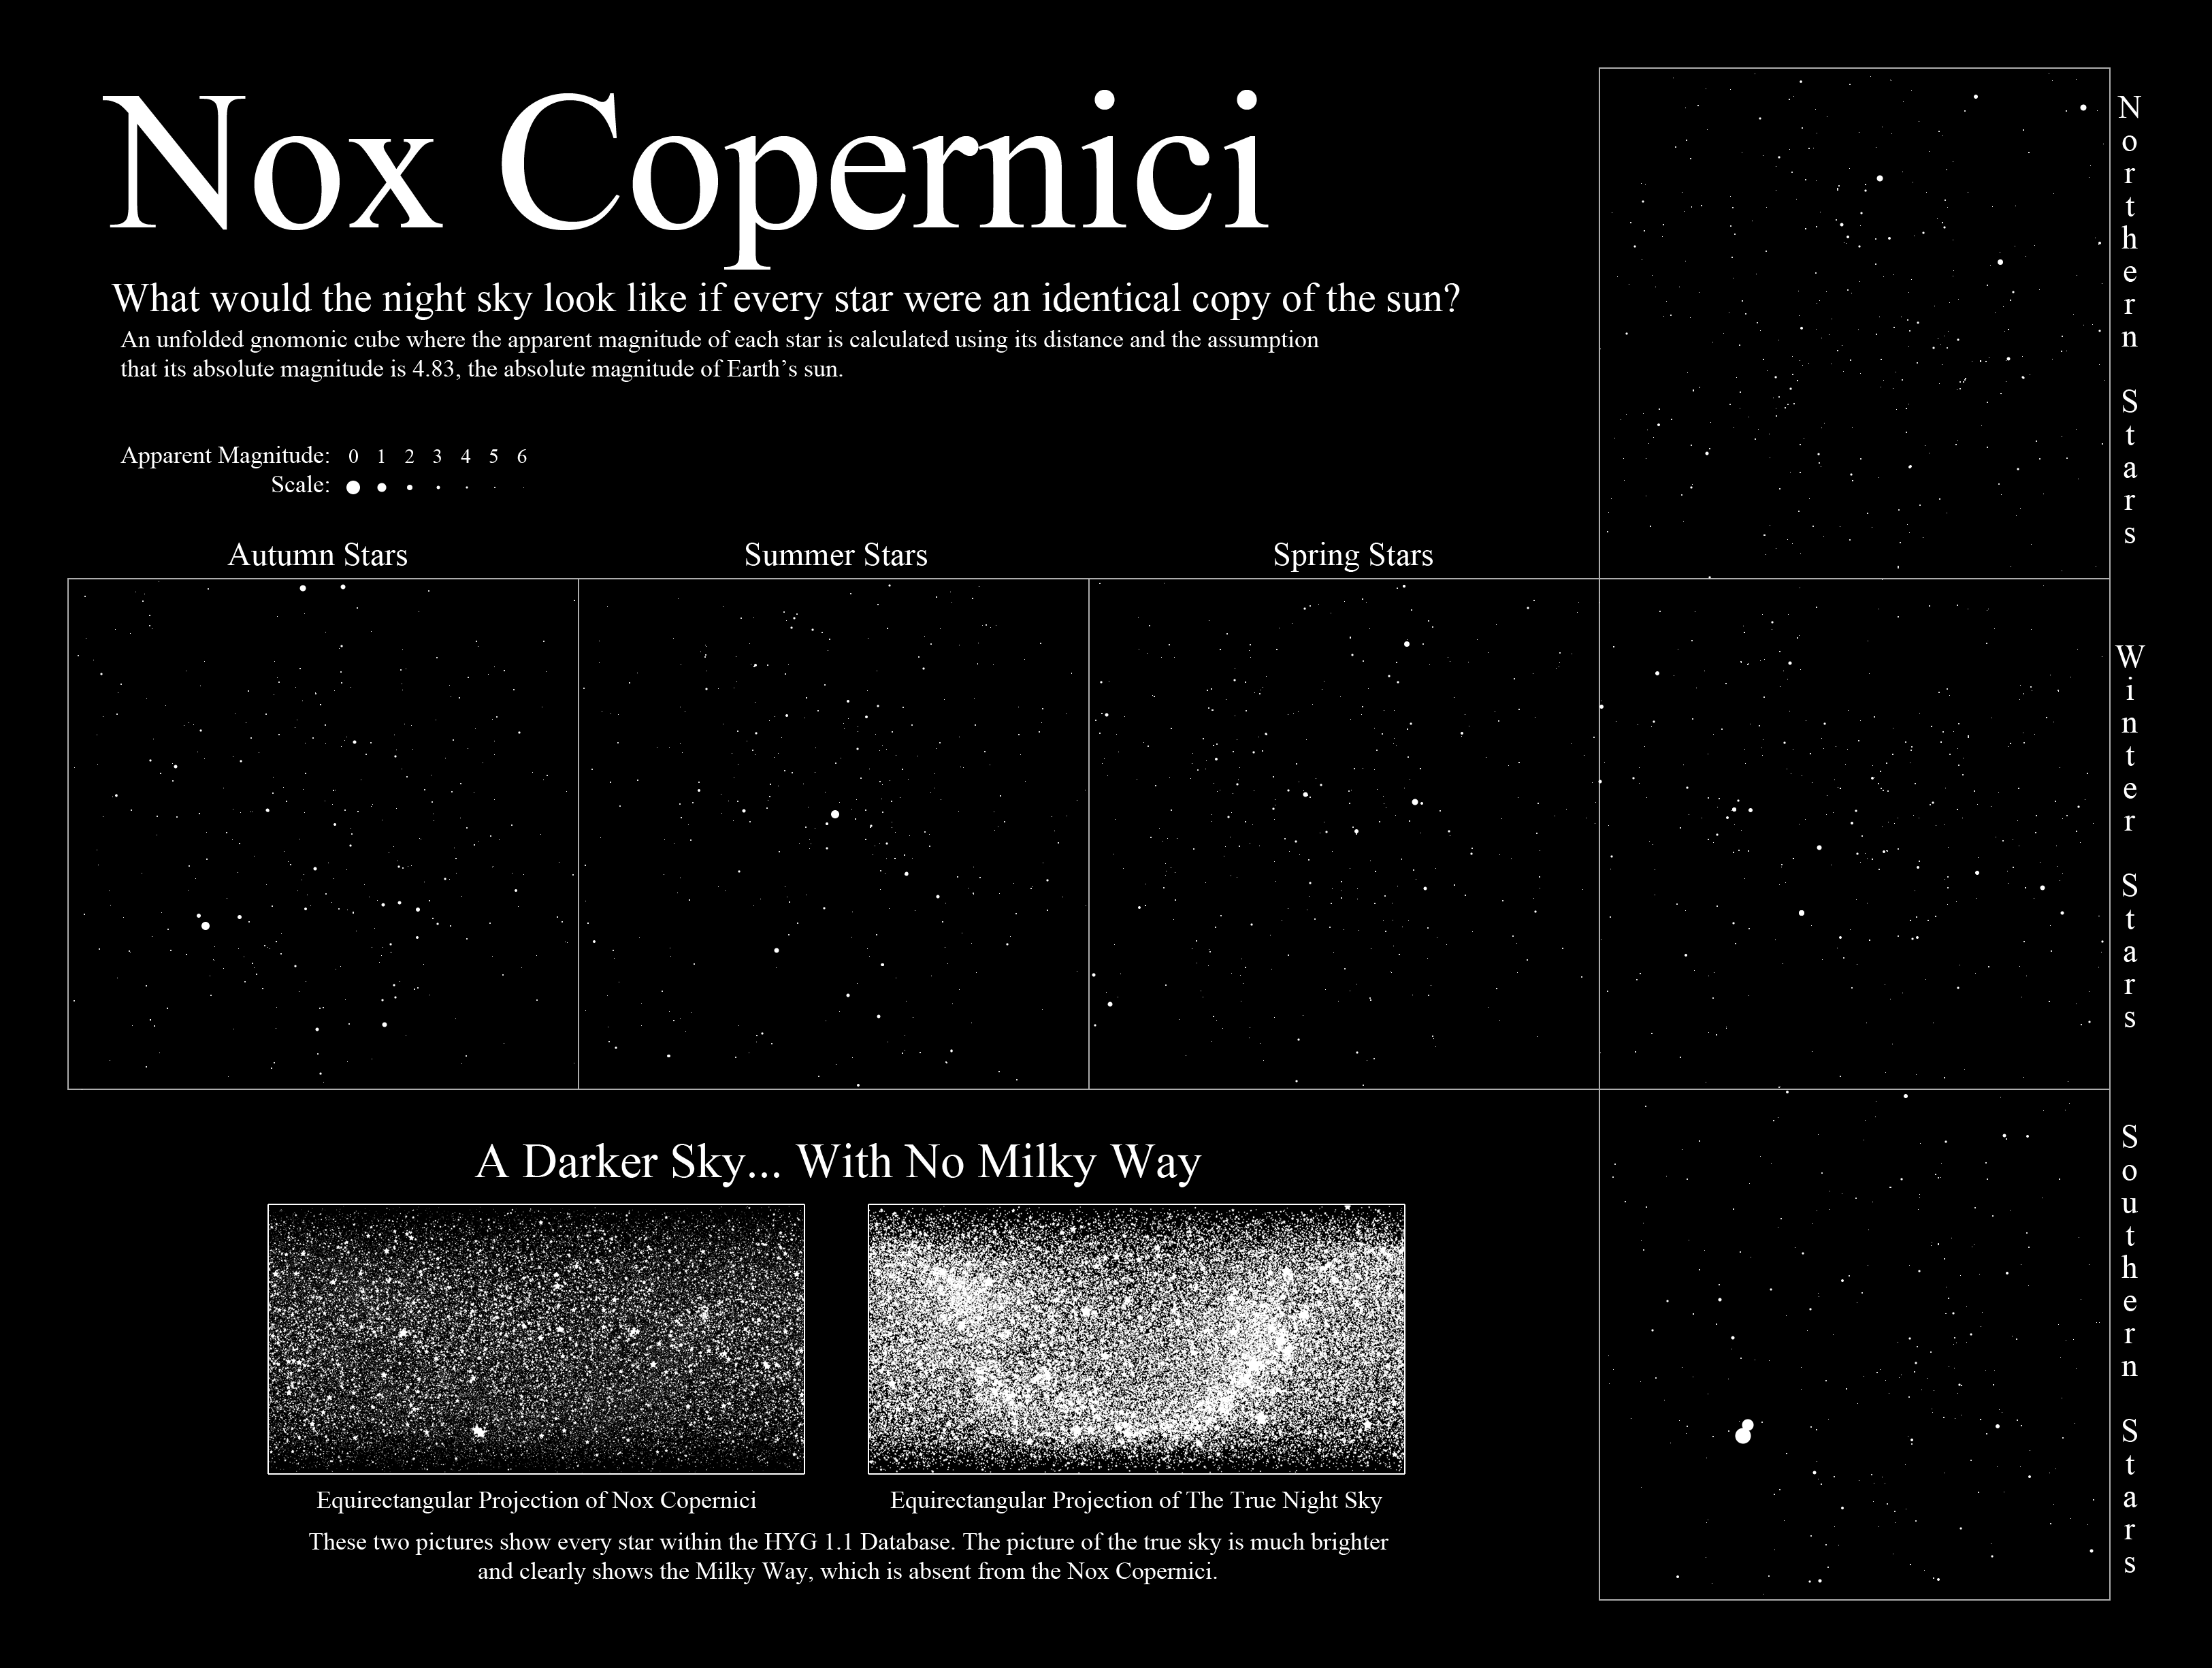 Nox Copernici
What would the night sky look like if every star were an identical copy of the sun?
An unfolded gnomonic cube where the apparent magnitude of each star is calculated using its distance and the assumption
that its absolute magnitude is 4.83, the absolute magnitude of Earth’s sun.
Apparent Magnitude: 0 1 2 3 4 5 6
Scale:
Northern Stars
Autumn Stars
Summer Stars
Spring Stars
Winter Stars
Southern Stars
A Darker Sky... With No Milky Way
Equirectangular Projection of Nox Copernici
Equirectangular Projection of The True Night Sky
These two pictures show every star within the HYG 1.1 Database. The picture of the true sky is much brighter
and clearly shows the Milky Way, which is absent from the Nox Copernici.